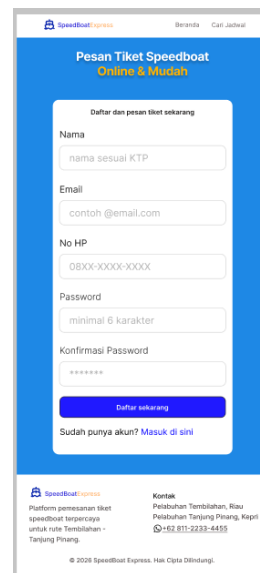 SpeedBoatExpress
Beranda Cari Jadwal
Pesan Tiket Speedboat
Online & Mudah
Daftar dan pesan tiket sekarang
Nama
nama sesuai KTP
Email
contoh @email.com
No HP
08XX-XXXX-XXXX
Password
minimal 6 karakter
Konfirmasi Password
*******
Daftar sekarang
Sudah punya akun? Masuk di sini
SpeedBoatExpress
Platform pemesanan tiket
speedboat terpercaya
untuk rute Tembilahan -
Tanjung Pinang.
Kontak
Pelabuhan Tembilahan, Riau
Pelabuhan Tanjung Pinang, Kepri
+62 811-2233-4455
© 2026 SpeedBoat Express. Hak Cipta Dilindungi.